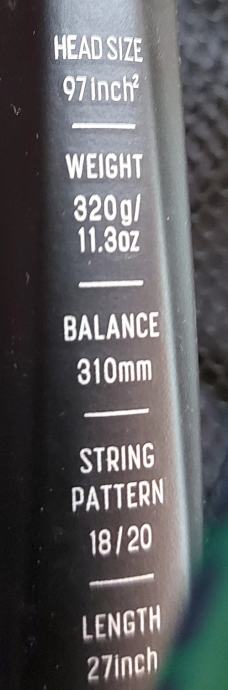 HEAD SIZE
97inch²
WEIGHT
320g/
11.3oz
BALANCE
310mm
STRING
PATTERN
18/20
LENGTH
27inch